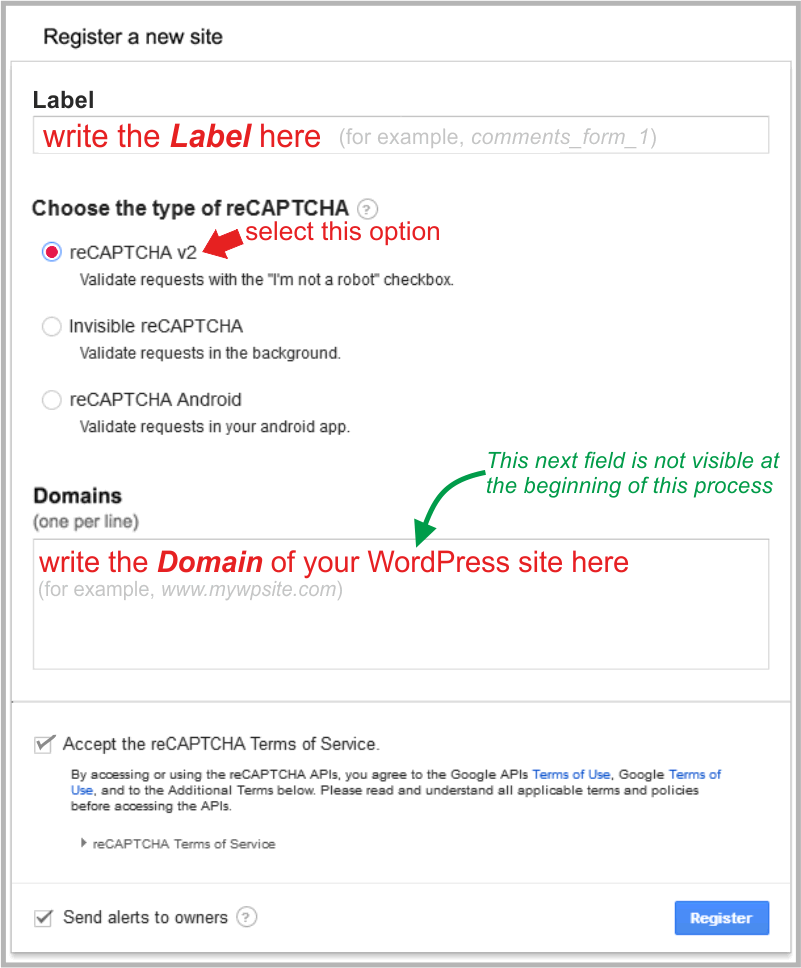 Register a new site
Label
write the Label here (for example, comments_form_1)
Choose the type of reCAPTCHA ?
select this option
reCAPTCHA v2
Validate requests with the "I'm not a robot" checkbox.
Invisible reCAPTCHA
Validate requests in the background.
reCAPTCHA Android
Validate requests in your android app.
This next field is not visible at
the beginning of this process
Domains
(one per line)
write the Domain of your WordPress site here
(for example, www.mywpsite.com)
Accept the reCAPTCHA Terms of Service.
By accessing or using the reCAPTCHA APIs, you agree to the Google APIs Terms of Use, Google Terms of
Use, and to the Additional Terms below. Please read and understand all applicable terms and policies
before accessing the APIs.
reCAPTCHA Terms of Service
Send alerts to owners ?
Register